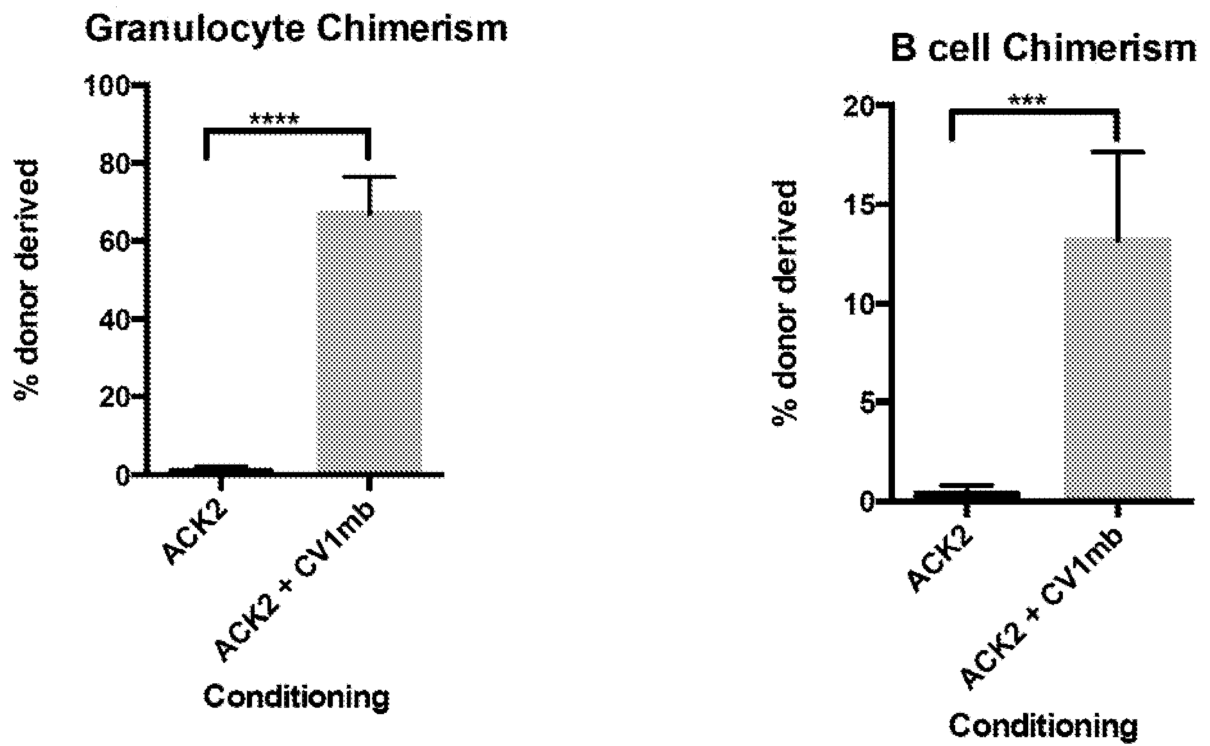 Granulocyte Chimerism
100
80
60
40
20
0
% donor derived
****
ACK2
ACK2 + CV1mb
Conditioning
B cell Chimerism
20
15
10
5
0
% donor derived
***
ACK2
ACK2 + CV1mb
Conditioning